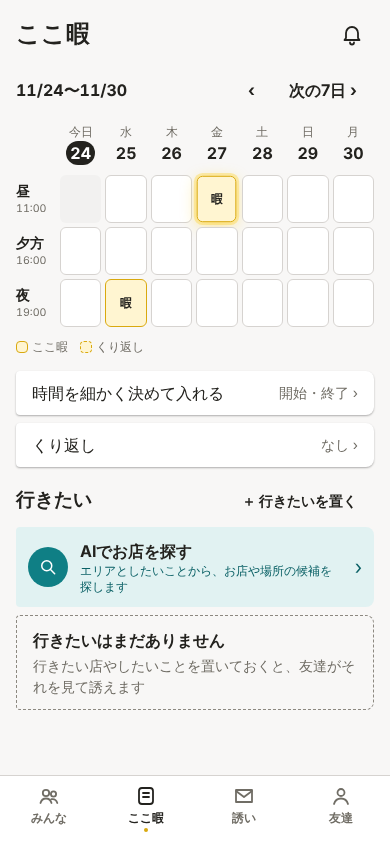 ここ暇
11/24〜11/30
‹ 次の7日 ›
今日 水 木 金 土 日 月
24 25 26 27 28 29 30
昼
11:00
暇
夕方
16:00
夜
19:00
暇
ここ暇 くり返し
時間を細かく決めて入れる 開始・終了 ›
くり返し なし ›
行きたい ＋ 行きたいを置く
AIでお店を探す
エリアとしたいことから、お店や場所の候補を
探します
›
行きたいはまだありません
行きたい店やしたいことを置いておくと、友達がそ
れを見て誘えます
みんな ここ暇 誘い 友達